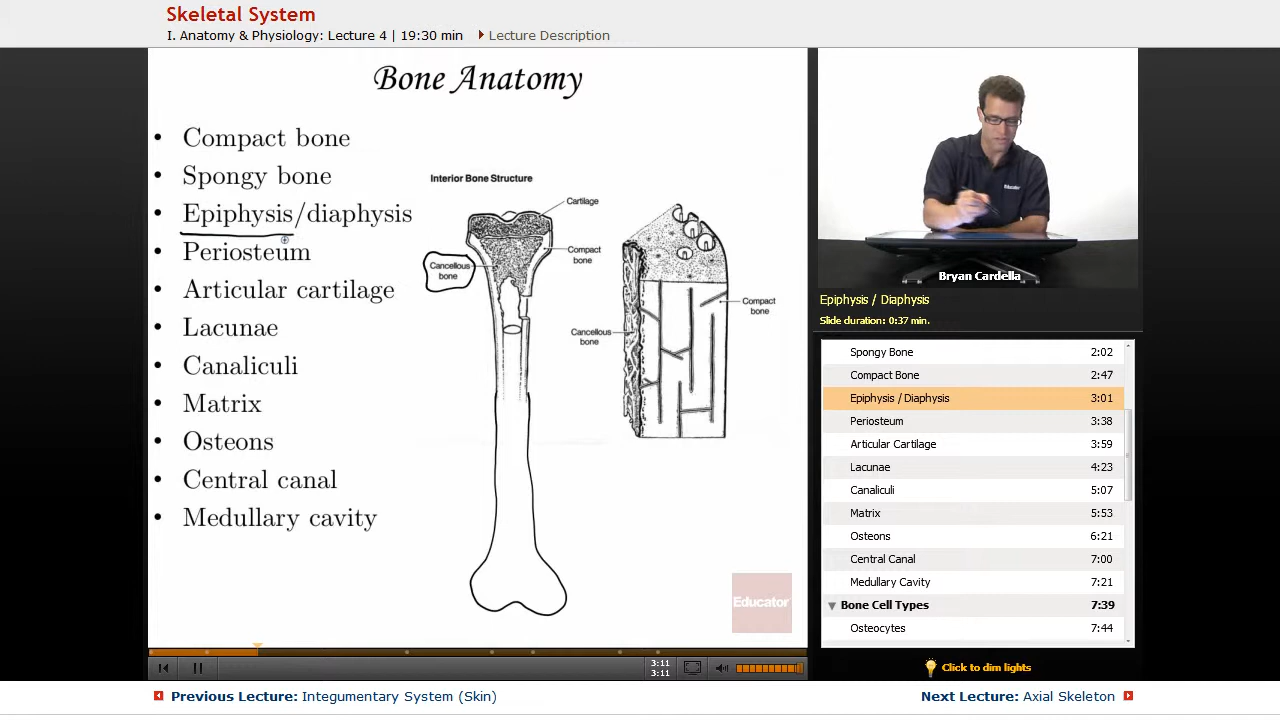 Skeletal System
I. Anatomy & Physiology: Lecture 4 | 19:30 min Lecture Description
Bone Anatomy
• Compact bone
• Spongy bone
• Epiphysis/diaphysis
• Periosteum
• Articular cartilage
• Lacunae
• Canaliculi
• Matrix
• Osteons
• Central canal
• Medullary cavity
Interior Bone Structure
Cartilage
Compact
bone
Cancellous
bone
Cancellous
bone
Compact
bone
Educator
Educator
Bryan Cardella
Epiphysis / Diaphysis
Slide duration: 0:37 min.
Spongy Bone 2:02
Compact Bone 2:47
Epiphysis / Diaphysis 3:01
Periosteum 3:38
Articular Cartilage 3:59
Lacunae 4:23
Canaliculi 5:07
Matrix 5:53
Osteons 6:21
Central Canal 7:00
Medullary Cavity 7:21
Bone Cell Types 7:39
Osteocytes 7:44
3:11
3:11
Click to dim lights
Previous Lecture: Integumentary System (Skin)
Next Lecture: Axial Skeleton